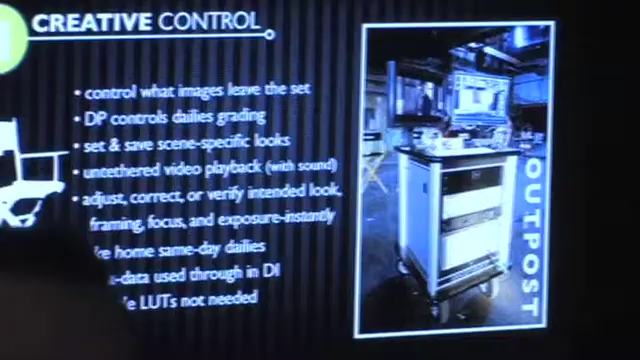 CREATIVE CONTROL
• control what images leave the set
• DP controls dailies grading
• set & save scene-specific looks
• untethered video playback (with sound)
• adjust, correct, or verify intended look,
framing, focus, and exposure-instantly
home same-day dailies
-data used through in DI
LUTs not needed
OUTPOST